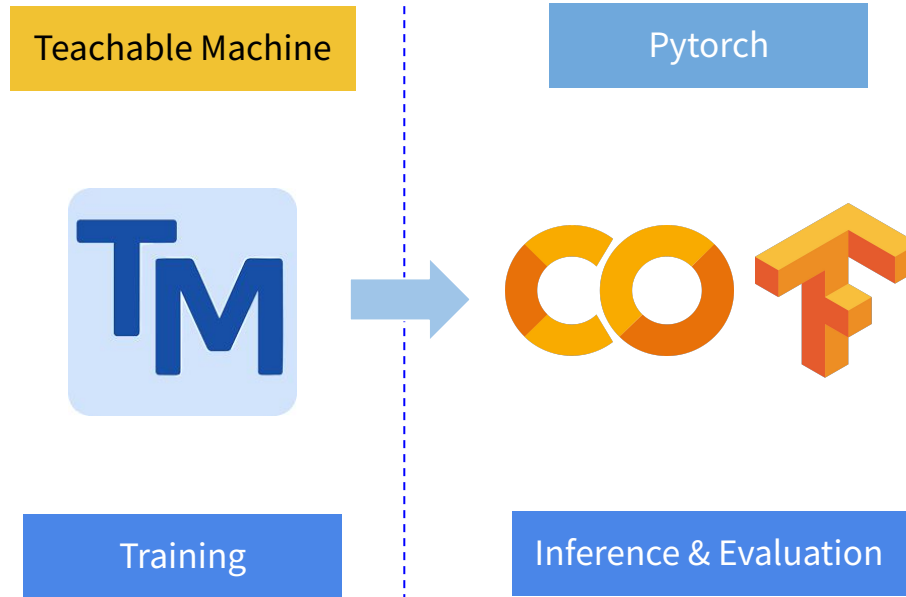 Teachable Machine
Pytorch
TM
CO
Training
Inference & Evaluation